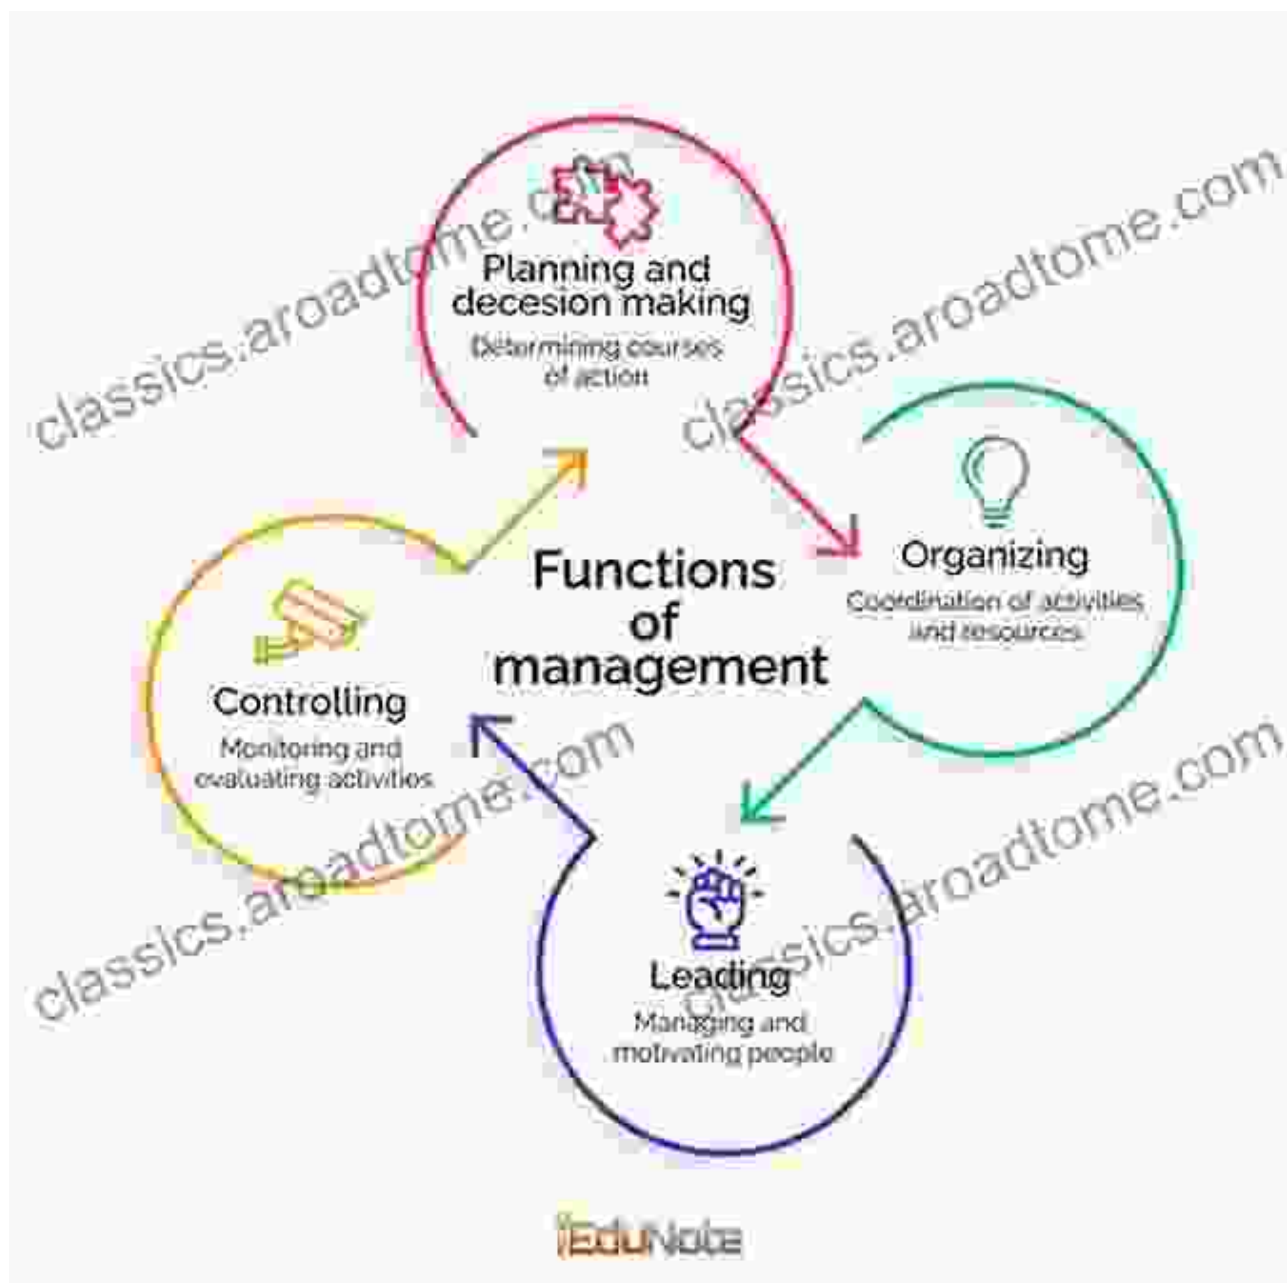 Planning and
decesion making
Determining courses
of action
Organizing
Coordination of activities
and resources
Functions
of
management
Controlling
Monitoring and
evaluating activities
Leading
Managing and
motivating people
iEduNote
classics.aroadtome.com
classics.aroadtome.com
classics.aroadtome.com
classics.aroadtome.com